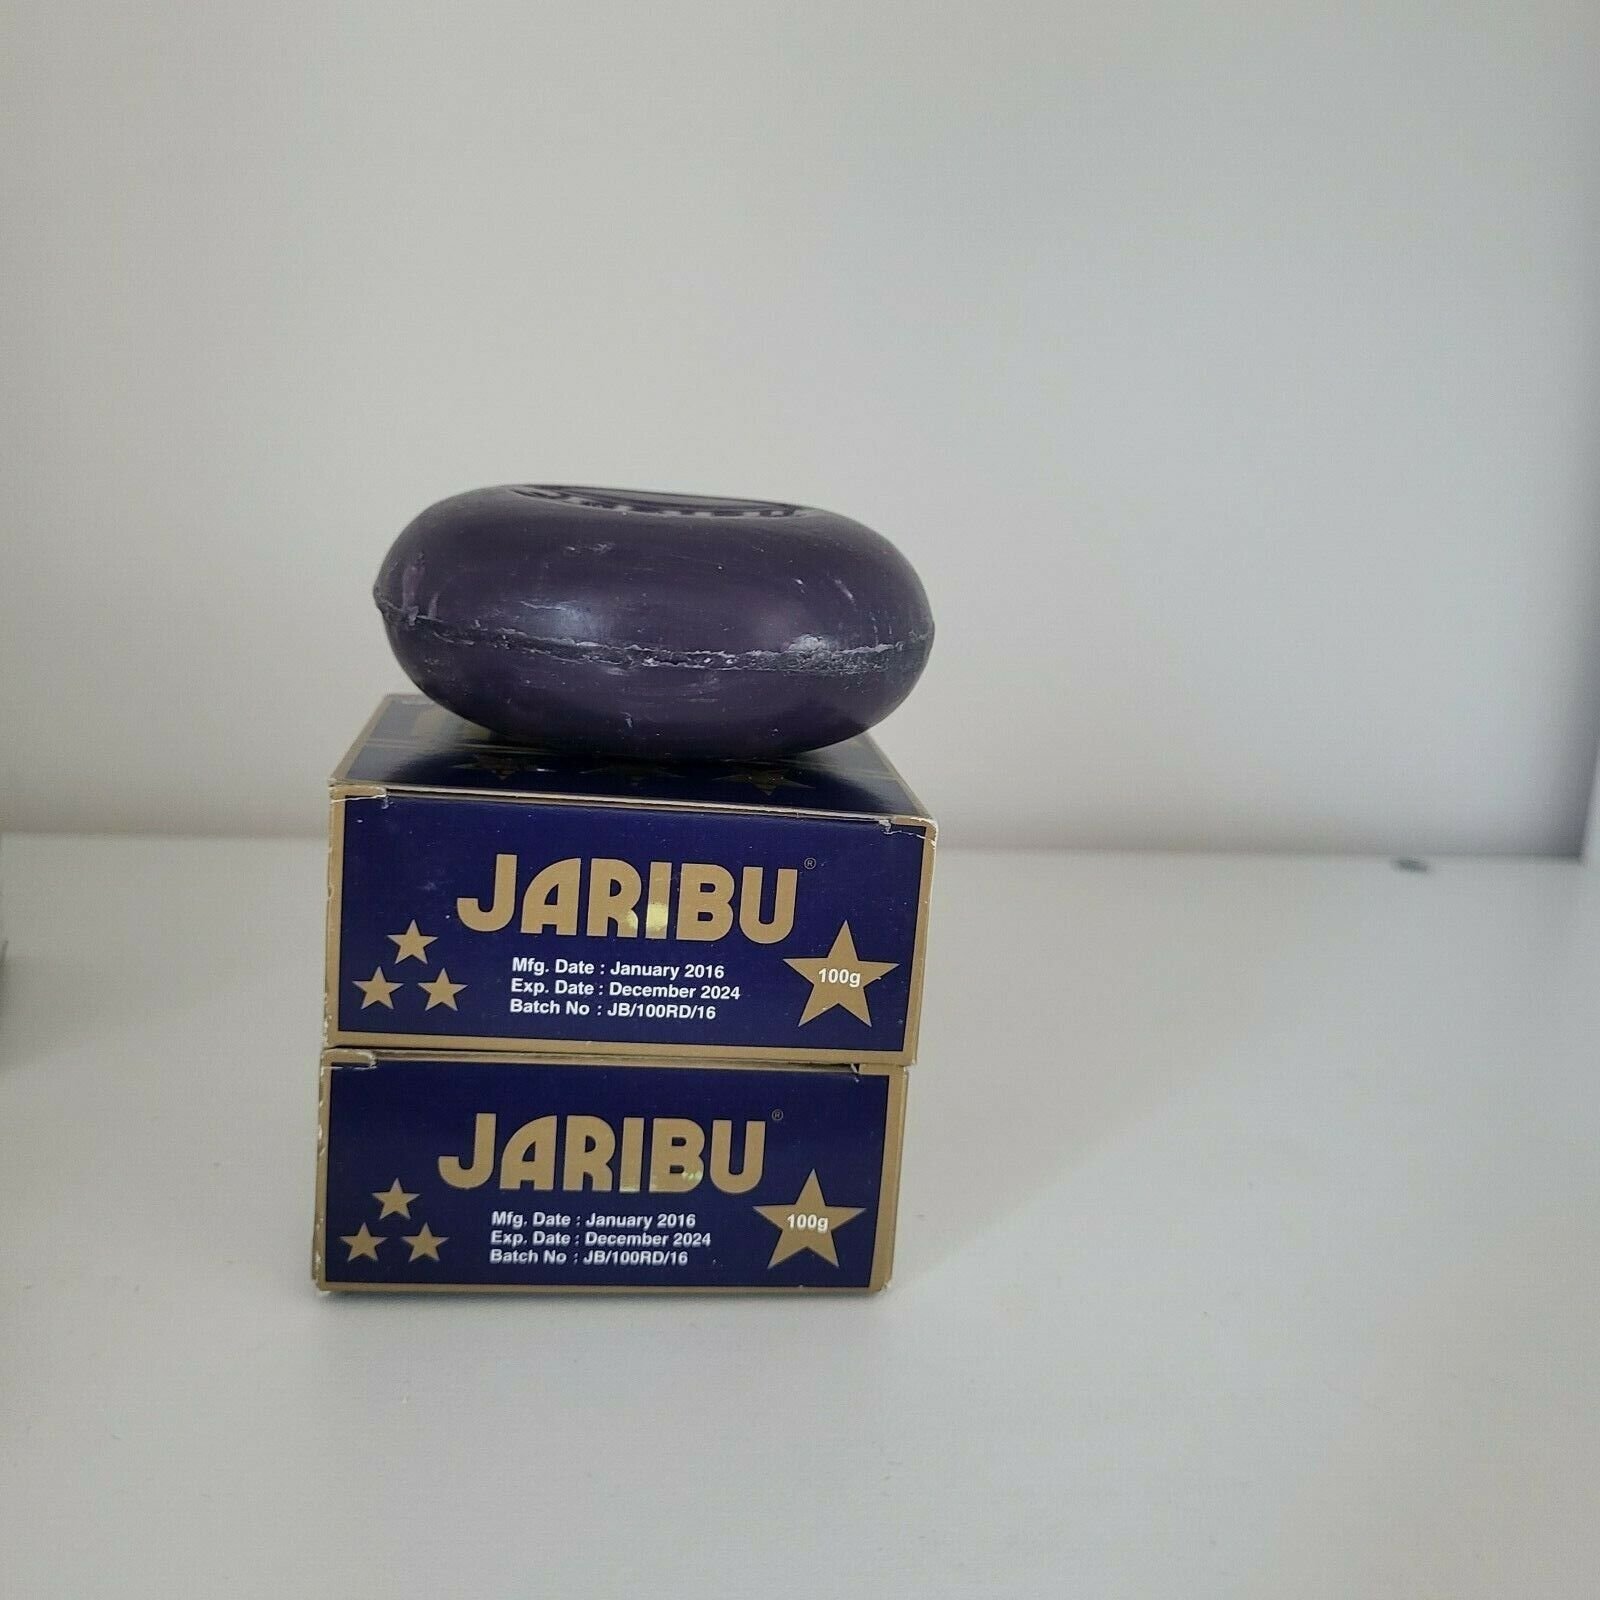 JARIBU®
Mfg. Date : January 2016
Exp. Date : December 2024
Batch No : JB/100RD/16
100g
JARIBU®
Mfg. Date : January 2016
Exp. Date : December 2024
Batch No : JB/100RD/16
100g